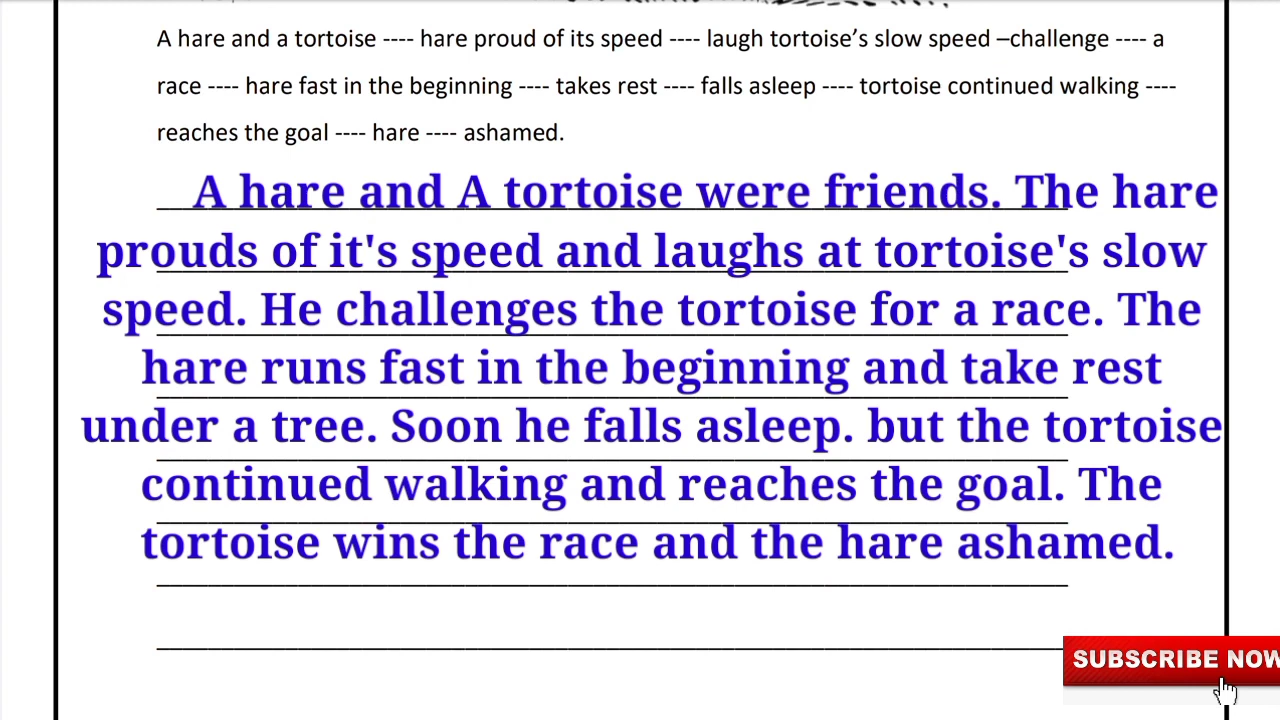 A hare and a tortoise ---- hare proud of its speed ---- laugh tortoise’s slow speed –challenge ---- a
race ---- hare fast in the beginning ---- takes rest ---- falls asleep ---- tortoise continued walking ----
reaches the goal ---- hare ---- ashamed.
A hare and A tortoise were friends. The hare
prouds of it's speed and laughs at tortoise's slow
speed. He challenges the tortoise for a race. The
hare runs fast in the beginning and take rest
under a tree. Soon he falls asleep. but the tortoise
continued walking and reaches the goal. The
tortoise wins the race and the hare ashamed.
SUBSCRIBE NOW